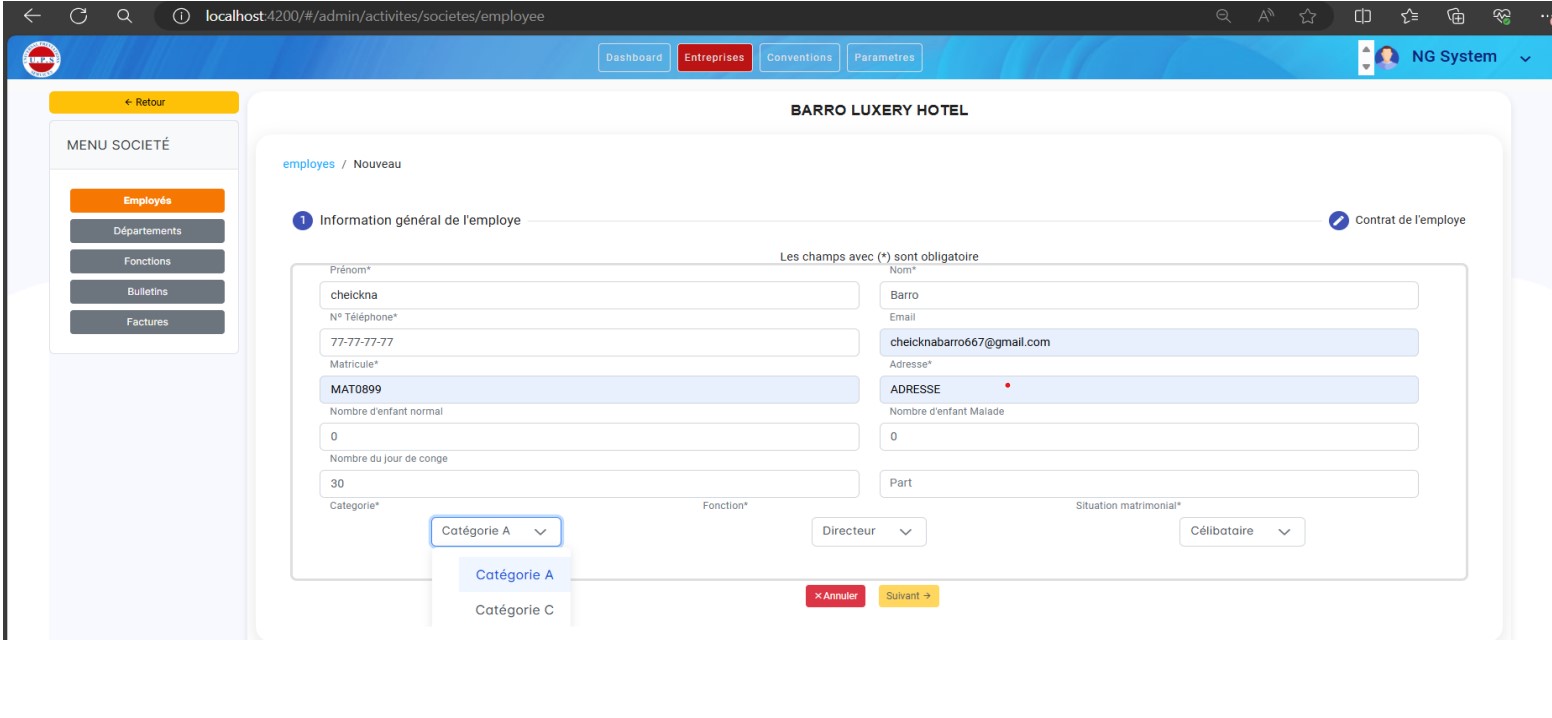 localhost:4200/#/admin/activites/societes/employee
U.P.S
Dashboard Entreprises Conventions Parametres
NG System
← Retour
BARRO LUXERY HOTEL
MENU SOCIETÉ
employes / Nouveau
Employés
Départements
Fonctions
Bulletins
Factures
1 Information général de l'employe
Contrat de l'employe
Les champs avec (*) sont obligatoire
Prénom* Nom*
cheickna Barro
Nº Téléphone* Email
77-77-77-77 cheicknabarro667@gmail.com
Matricule* Adresse*
MAT0899 ADRESSE
Nombre d'enfant normal Nombre d'enfant Malade
0 0
Nombre du jour de conge
30 Part
Categorie* Fonction* Situation matrimonial*
Catégorie A Directeur Célibataire
Catégorie A
Catégorie C
×Annuler Suivant →